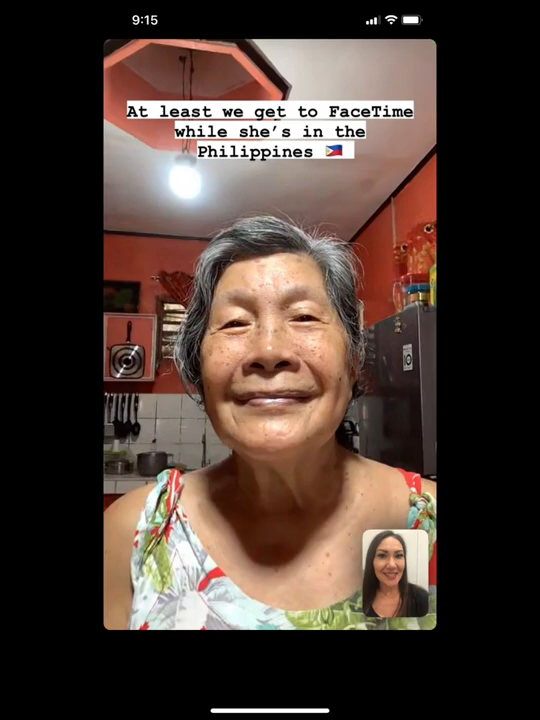 9:15
At least we get to FaceTime
while she's in the
Philippines 🇵🇭